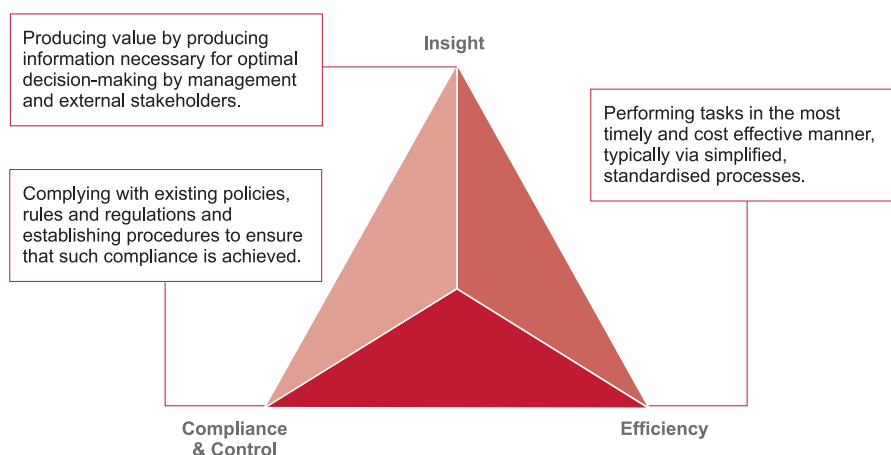 Insight
Producing value by producing
information necessary for optimal
decision-making by management
and external stakeholders.
Performing tasks in the most
timely and cost effective manner,
typically via simplified,
standardised processes.
Complying with existing policies,
rules and regulations and
establishing procedures to ensure
that such compliance is achieved.
Compliance
& Control
Efficiency